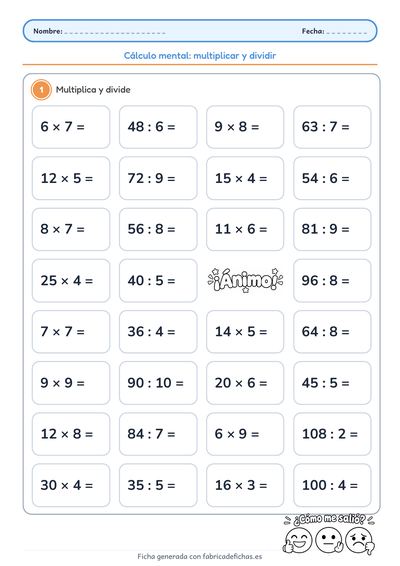 Nombre: _ _ _ _ _ _ _ _ _ _ _ _ _ _ _ _ Fecha: _ _ _ _ _ _ _
Cálculo mental: multiplicar y dividir
1 Multiplica y divide
6 × 7 = 48 : 6 = 9 × 8 = 63 : 7 =
12 × 5 = 72 : 9 = 15 × 4 = 54 : 6 =
8 × 7 = 56 : 8 = 11 × 6 = 81 : 9 =
25 × 4 = 40 : 5 = ¡Ánimo! 96 : 8 =
7 × 7 = 36 : 4 = 14 × 5 = 64 : 8 =
9 × 9 = 90 : 10 = 20 × 6 = 45 : 5 =
12 × 8 = 84 : 7 = 6 × 9 = 108 : 2 =
30 × 4 = 35 : 5 = 16 × 3 = 100 : 4 =
¿Cómo me salió?
Ficha generada con fabricadefichas.es